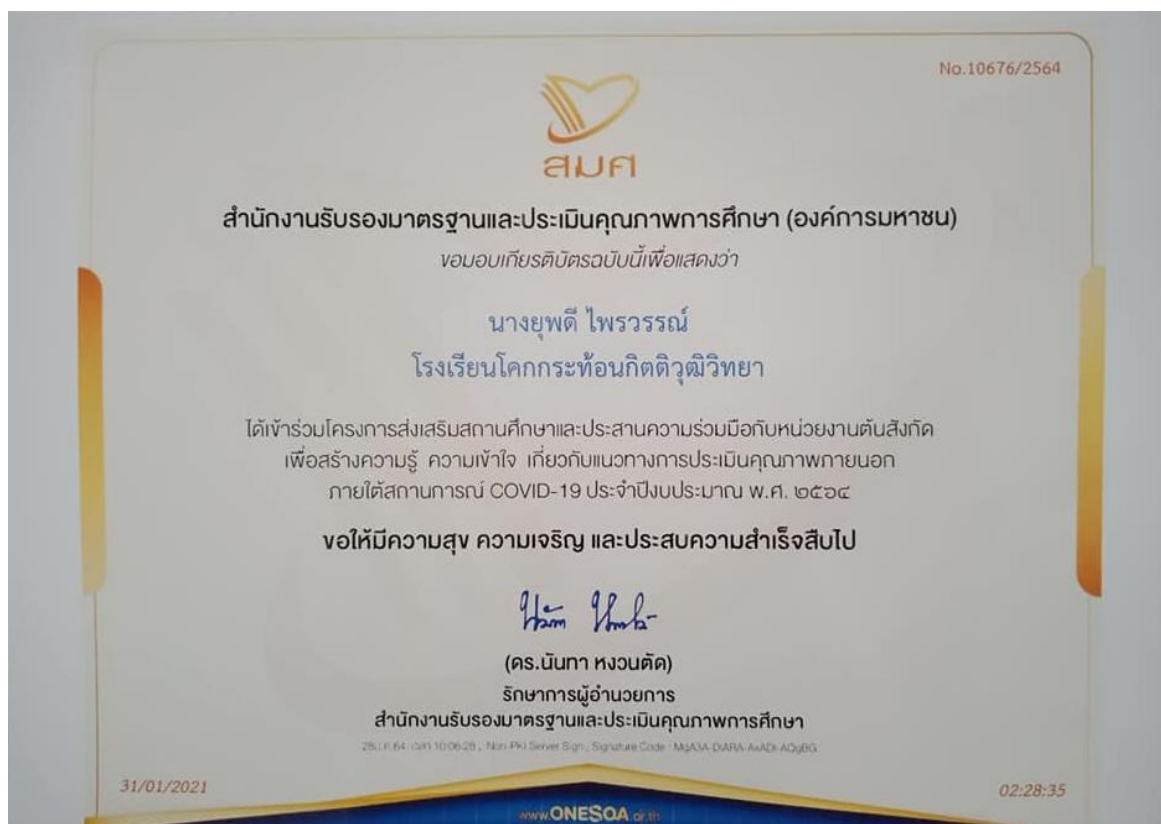 No.10676/2564
สมศ
สำนักงานรับรองมาตรฐานและประเมินคุณภาพการศึกษา (องค์การมหาชน)
ขอมอบเกียรติบัตรฉบับนี้เพื่อแสดงว่า
นางยุพดี ไพรวรรณ์
โรงเรียนโคกกระท้อนกิตติวุฒิวิทยา
ได้เข้าร่วมโครงการส่งเสริมสถานศึกษาและประสานความร่วมมือกับหน่วยงานต้นสังกัด
เพื่อสร้างความรู้ ความเข้าใจ เกี่ยวกับแนวทางการประเมินคุณภาพภายนอก
ภายใต้สถานการณ์ COVID-19 ประจำปีงบประมาณ พ.ศ. ๒๕๖๔
ขอให้มีความสุข ความเจริญ และประสบความสำเร็จสืบไป
(ดร.นันทา หงวนตัด)
รักษาการผู้อำนวยการ
สำนักงานรับรองมาตรฐานและประเมินคุณภาพการศึกษา
64 เวลา 10:06:28 , Non-PKI Server Sign , Signature Code :
31/01/2021
02:28:35
www.ONESQA.or.th